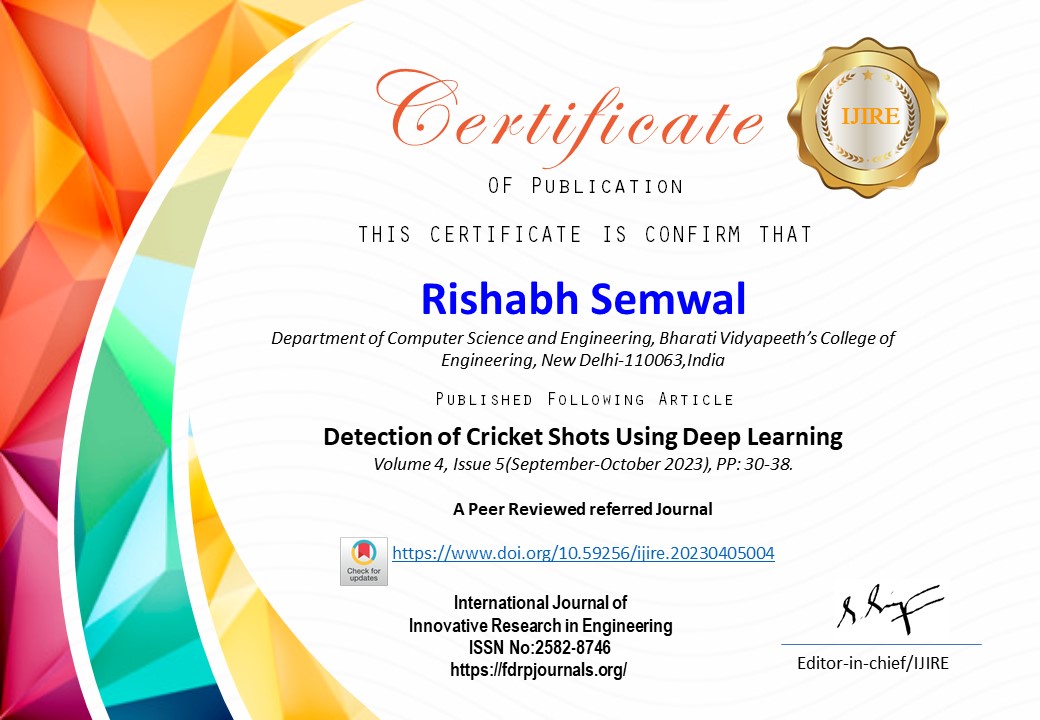 Certificate
IJIRE
OF PUBLICATION
THIS CERTIFICATE IS CONFIRM THAT
Rishabh Semwal
Department of Computer Science and Engineering, Bharati Vidyapeeth's College of
Engineering, New Delhi-110063,India
PUBLISHED FOLLOWING ARTICLE
Detection of Cricket Shots Using Deep Learning
Volume 4, Issue 5(September-October 2023), PP: 30-38.
A Peer Reviewed referred Journal
https://www.doi.org/10.59256/ijire.20230405004
Check for
updates
International Journal of
Innovative Research in Engineering
ISSN No:2582-8746
https://fdrpjournals.org/
Editor-in-chief/IJIRE